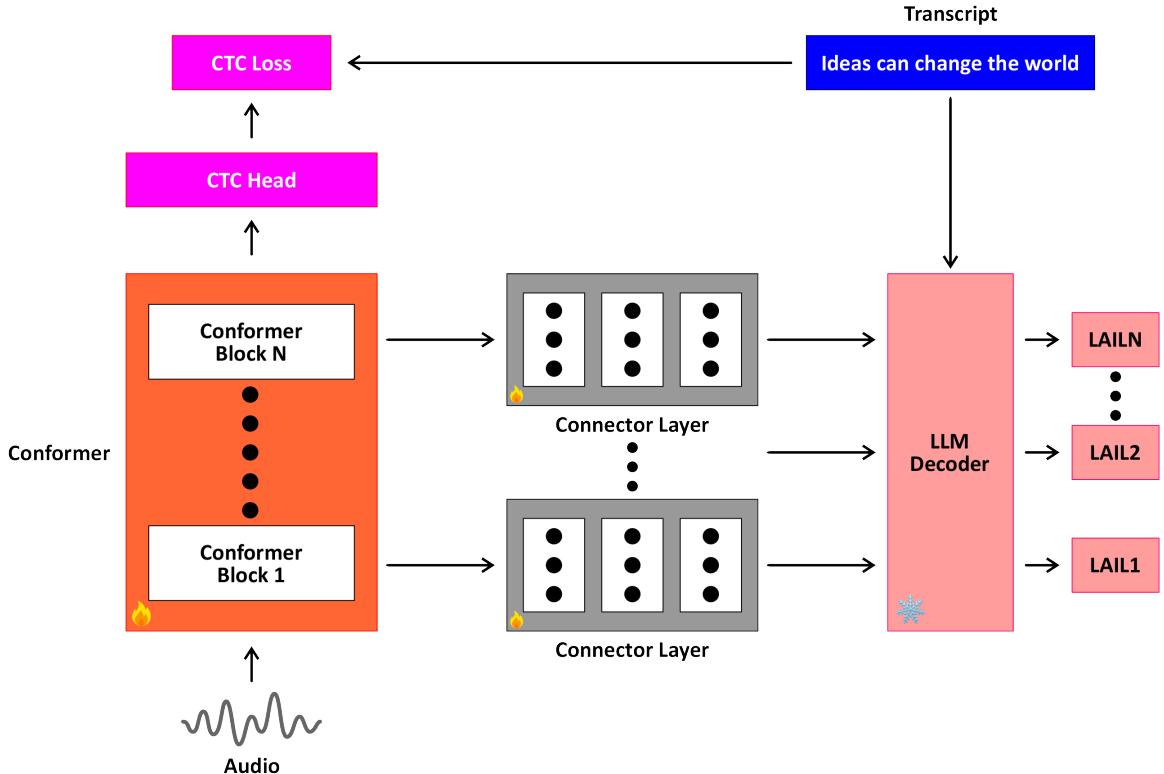 Transcript
CTC Loss
Ideas can change the world
CTC Head
Conformer
Block N
Conformer
Conformer
Block 1
Audio
Connector Layer
Connector Layer
LLM
Decoder
LAILN
LAIL2
LAIL1